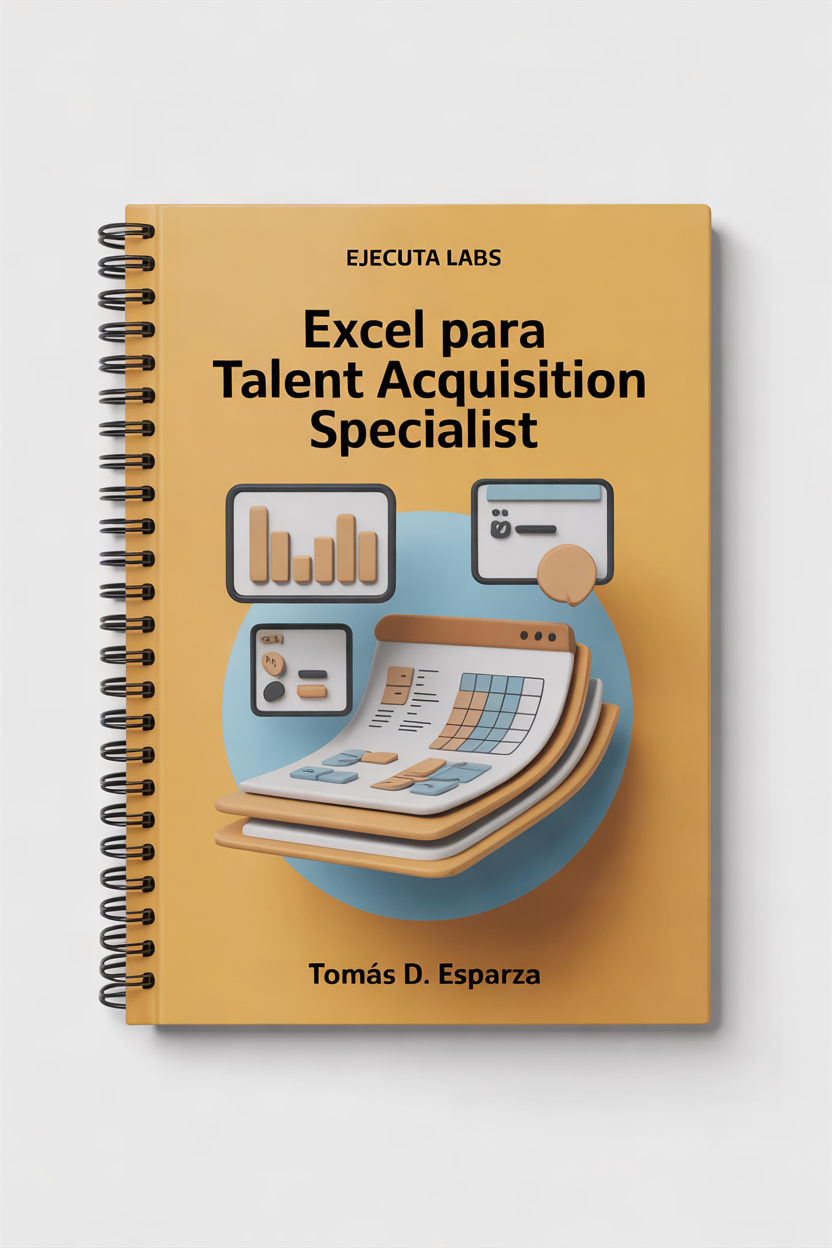 EJECUTA LABS
Excel para
Talent Acquisition
Specialist
Tomás D. Esparza